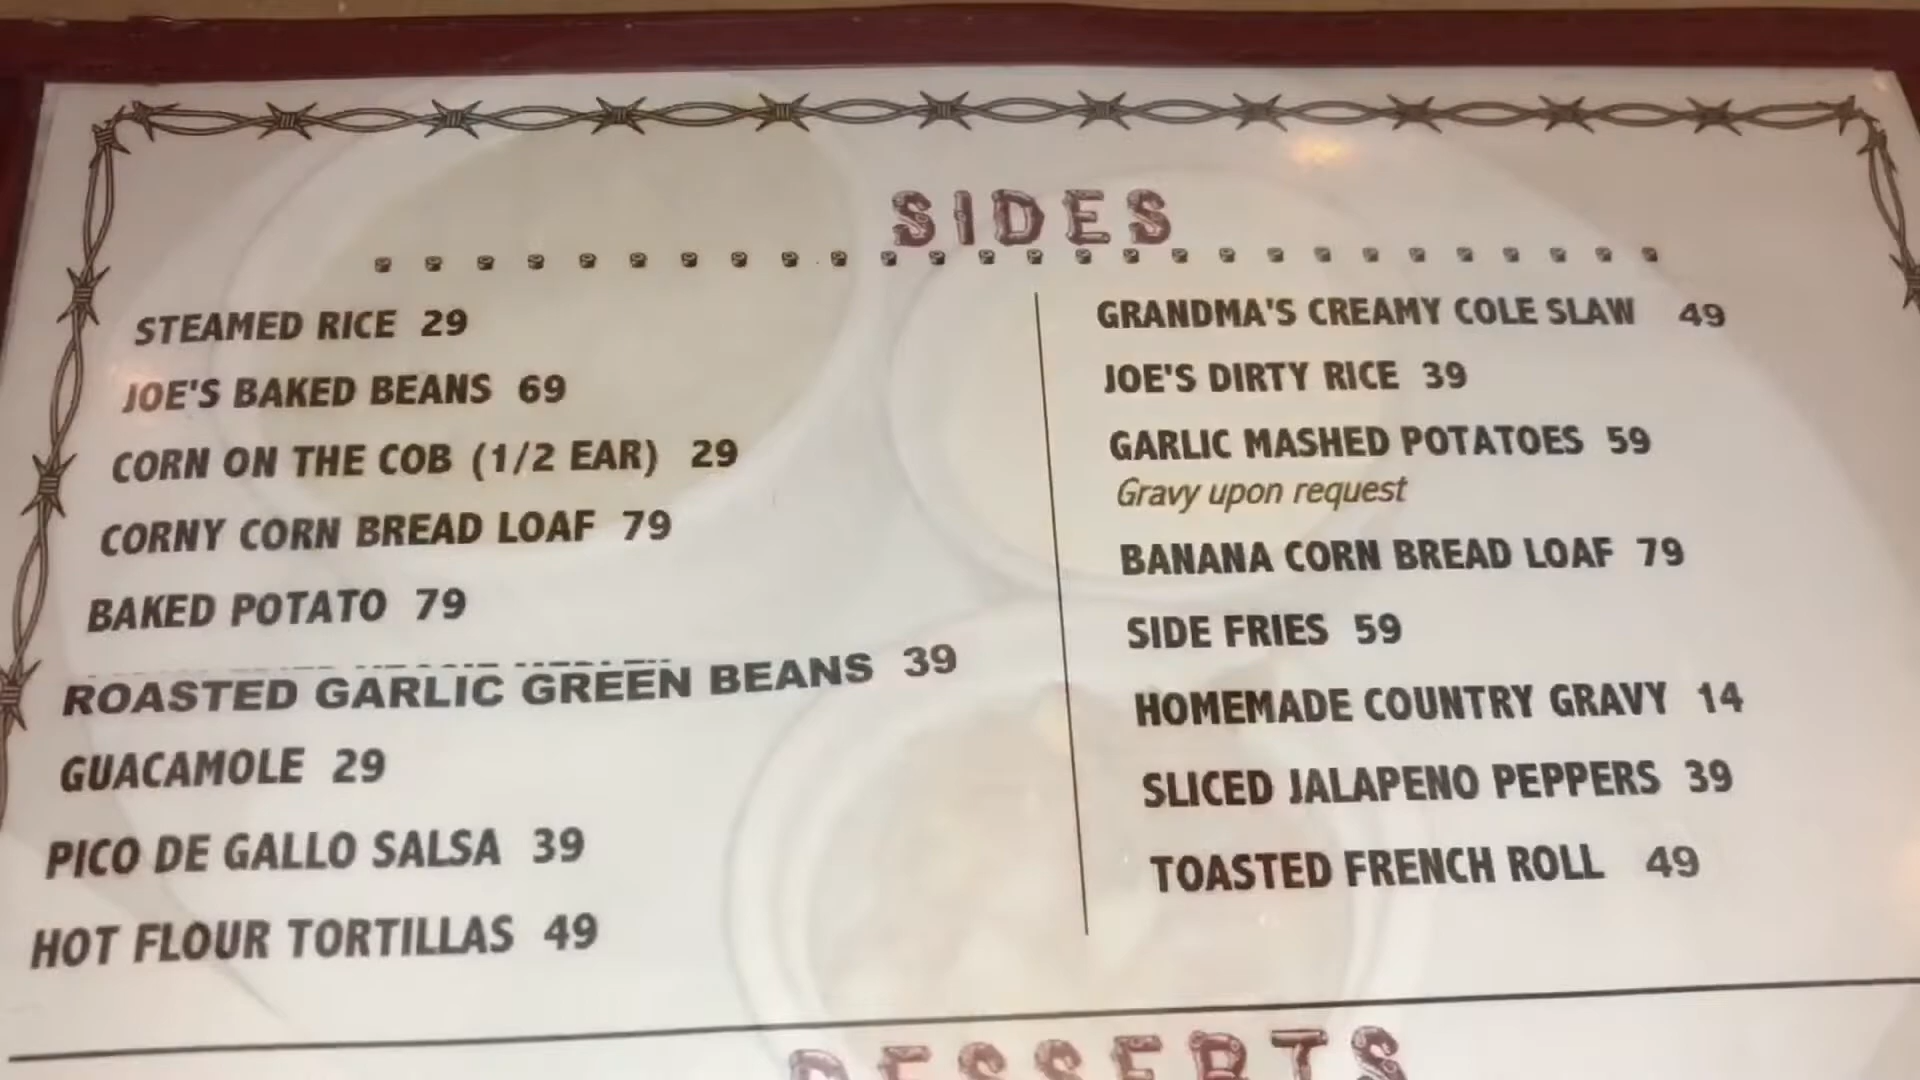 SIDES
STEAMED RICE 29
JOE'S BAKED BEANS 69
CORN ON THE COB (1/2 EAR) 29
CORNY CORN BREAD LOAF 79
BAKED POTATO 79
ROASTED GARLIC GREEN BEANS 39
GUACAMOLE 29
PICO DE GALLO SALSA 39
HOT FLOUR TORTILLAS 49
GRANDMA'S CREAMY COLE SLAW 49
JOE'S DIRTY RICE 39
GARLIC MASHED POTATOES 59
Gravy upon request
BANANA CORN BREAD LOAF 79
SIDE FRIES 59
HOMEMADE COUNTRY GRAVY 14
SLICED JALAPENO PEPPERS 39
TOASTED FRENCH ROLL 49
DESSERTS